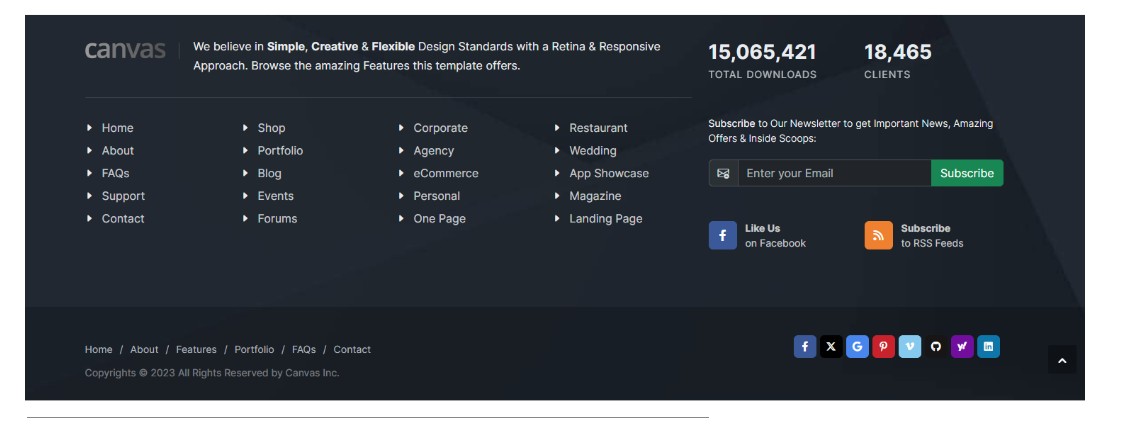 canvas
We believe in Simple, Creative & Flexible Design Standards with a Retina & Responsive
Approach. Browse the amazing Features this template offers.
Home
About
FAQs
Support
Contact
Shop
Portfolio
Blog
Events
Forums
Corporate
Agency
eCommerce
Personal
One Page
Restaurant
Wedding
App Showcase
Magazine
Landing Page
15,065,421
TOTAL DOWNLOADS
18,465
CLIENTS
Subscribe to Our Newsletter to get Important News, Amazing
Offers & Inside Scoops:
Enter your Email
Subscribe
Like Us
on Facebook
Subscribe
to RSS Feeds
Home / About / Features / Portfolio / FAQs / Contact
Copyrights © 2023 All Rights Reserved by Canvas Inc.